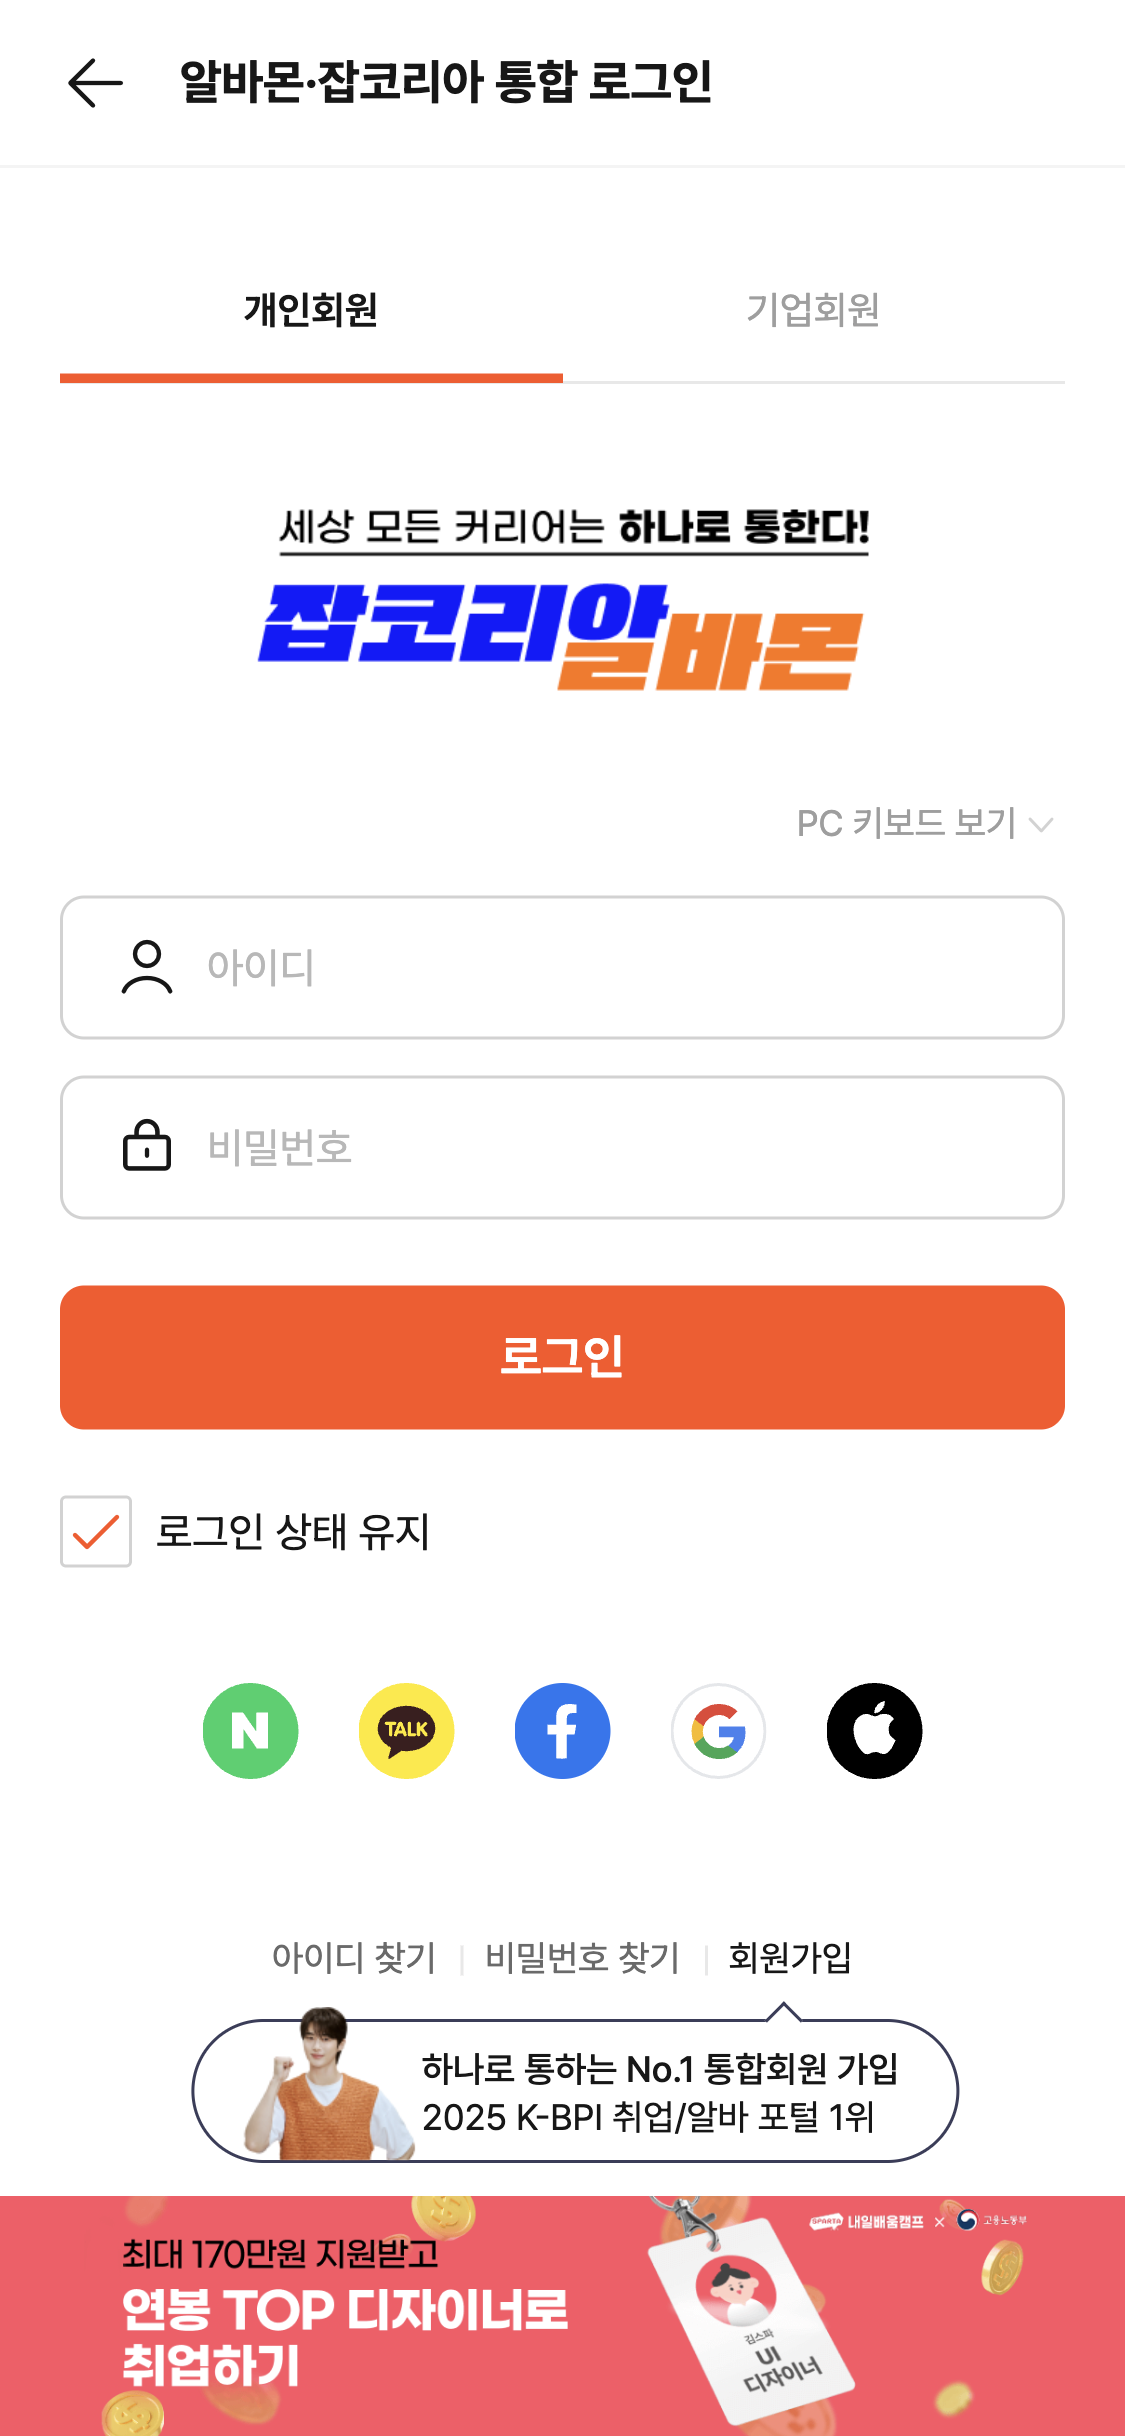 알바몬·잡코리아 통합 로그인
개인회원
기업회원
세상 모든 커리어는 하나로 통한다!
잡코리알바몬
PC 키보드 보기
아이디
비밀번호
로그인
로그인 상태 유지
N
TALK
f
G
아이디 찾기
비밀번호 찾기
회원가입
하나로 통하는 No.1 통합회원 가입
2025 K-BPI 취업/알바 포털 1위
SPARTA 내일배움캠프 × 고용노동부
최대 170만원 지원받고
연봉 TOP 디자이너로
취업하기
김스파
UI
디자이너